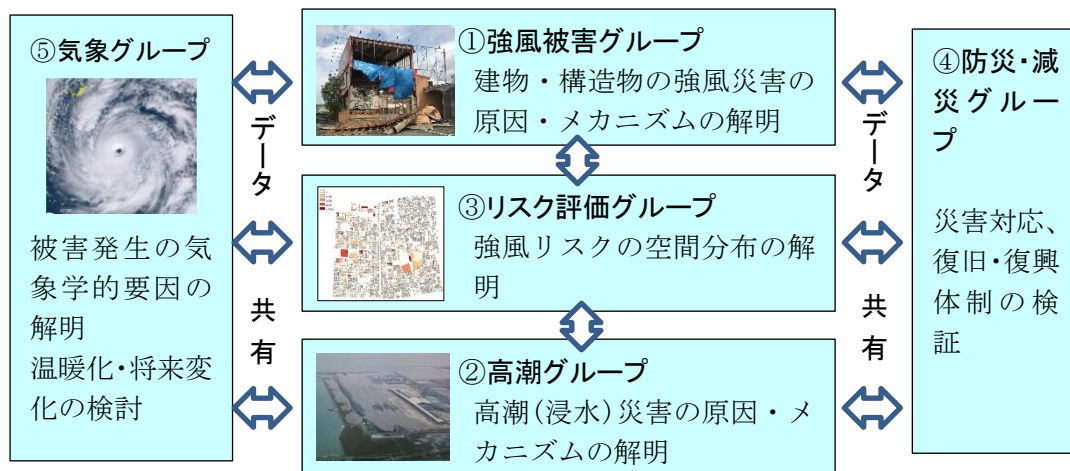 ⑤気象グループ
被害発生の気
象学的要因の
解明
温暖化・将来変
化の検討
データ
共有
①強風被害グループ
建物・構造物の強風災害の
原因・メカニズムの解明
③リスク評価グループ
強風リスクの空間分布の解
明
②高潮グループ
高潮(浸水)災害の原因・メ
カニズムの解明
データ
共有
④防災・減
災グルー
プ
災害対応、
復旧・復興
体制の検
証